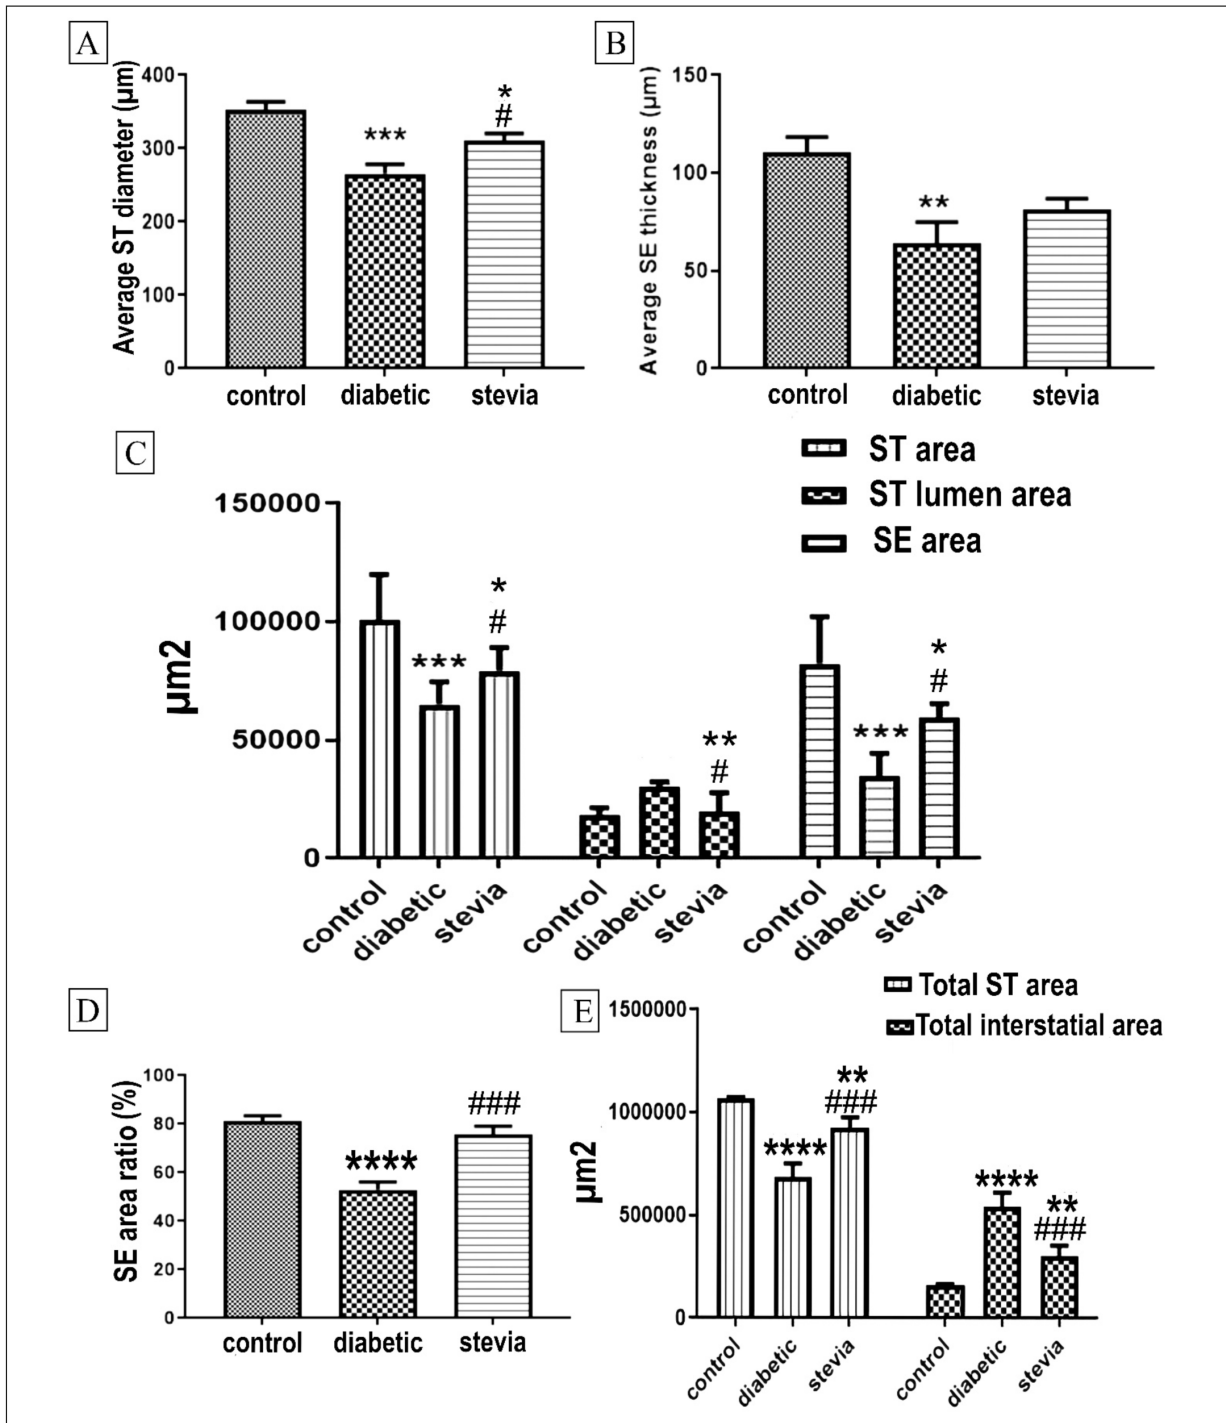 A
Average ST diameter (µm)
400
300
200
100
0
***
*
#
control diabetic stevia
B
Average SE thickness (µm)
150
100
50
0
**
control diabetic stevia
C
ST area
ST lumen area
SE area
µm2
150000
100000
50000
0
***
*
#
**
#
***
*
#
control diabetic stevia control diabetic stevia control diabetic stevia
D
SE area ratio (%)
100
80
60
40
20
0
****
###
control diabetic stevia
E
Total ST area
Total interstatial area
µm2
1500000
1000000
500000
0
****
**
###
****
**
###
control diabetic stevia control diabetic stevia